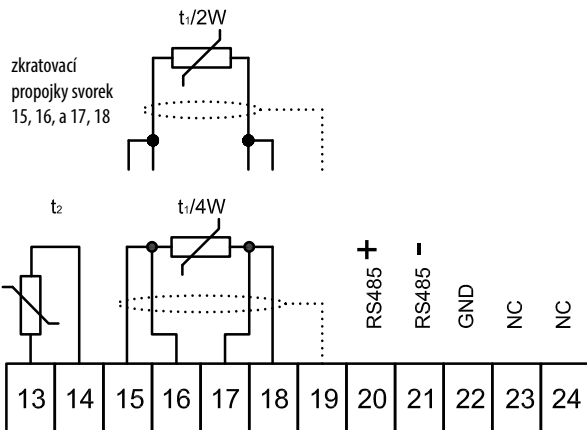 t₁/2W
zkratovací
propojky svorek
15, 16, a 17, 18
t₂
t₁/4W
+
-
RS485
RS485
GND
NC
NC
13 14 15 16 17 18 19 20 21 22 23 24